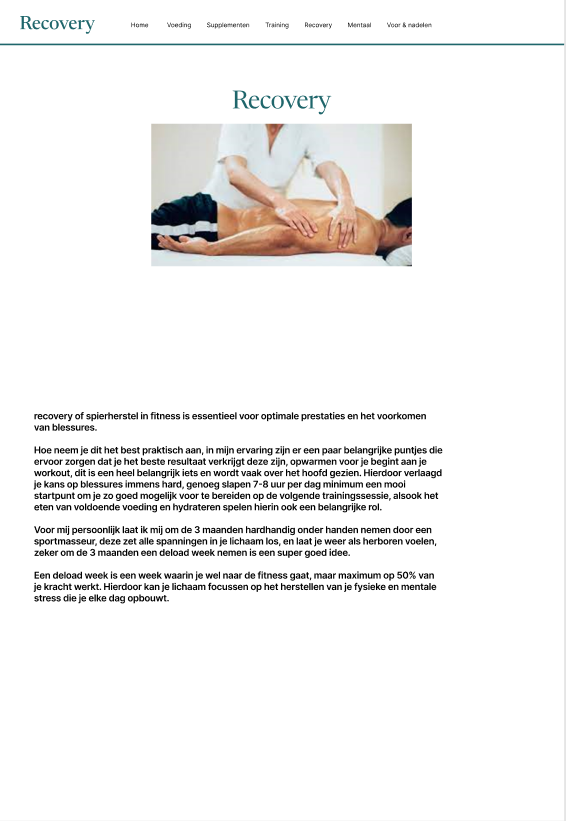 Recovery
Home Voeding Supplementen Training Recovery Mentaal Voor & nadelen
Recovery
recovery of spierherstel in fitness is essentieel voor optimale prestaties en het voorkomen
van blessures.
Hoe neem je dit het best praktisch aan, in mijn ervaring zijn er een paar belangrijke puntjes die
ervoor zorgen dat je het beste resultaat verkrijgt deze zijn, opwarmen voor je begint aan je
workout, dit is een heel belangrijk iets en wordt vaak over het hoofd gezien. Hierdoor verlaagd
je kans op blessures immens hard, genoeg slapen 7-8 uur per dag minimum een mooi
startpunt om je zo goed mogelijk voor te bereiden op de volgende trainingssessie, alsook het
eten van voldoende voeding en hydrateren spelen hierin ook een belangrijke rol.
Voor mij persoonlijk laat ik mij om de 3 maanden hardhandig onder handen nemen door een
sportmasseur, deze zet alle spanningen in je lichaam los, en laat je weer als herboren voelen,
zeker om de 3 maanden een deload week nemen is een super goed idee.
Een deload week is een week waarin je wel naar de fitness gaat, maar maximum op 50% van
je kracht werkt. Hierdoor kan je lichaam focussen op het herstellen van je fysieke en mentale
stress die je elke dag opbouwt.